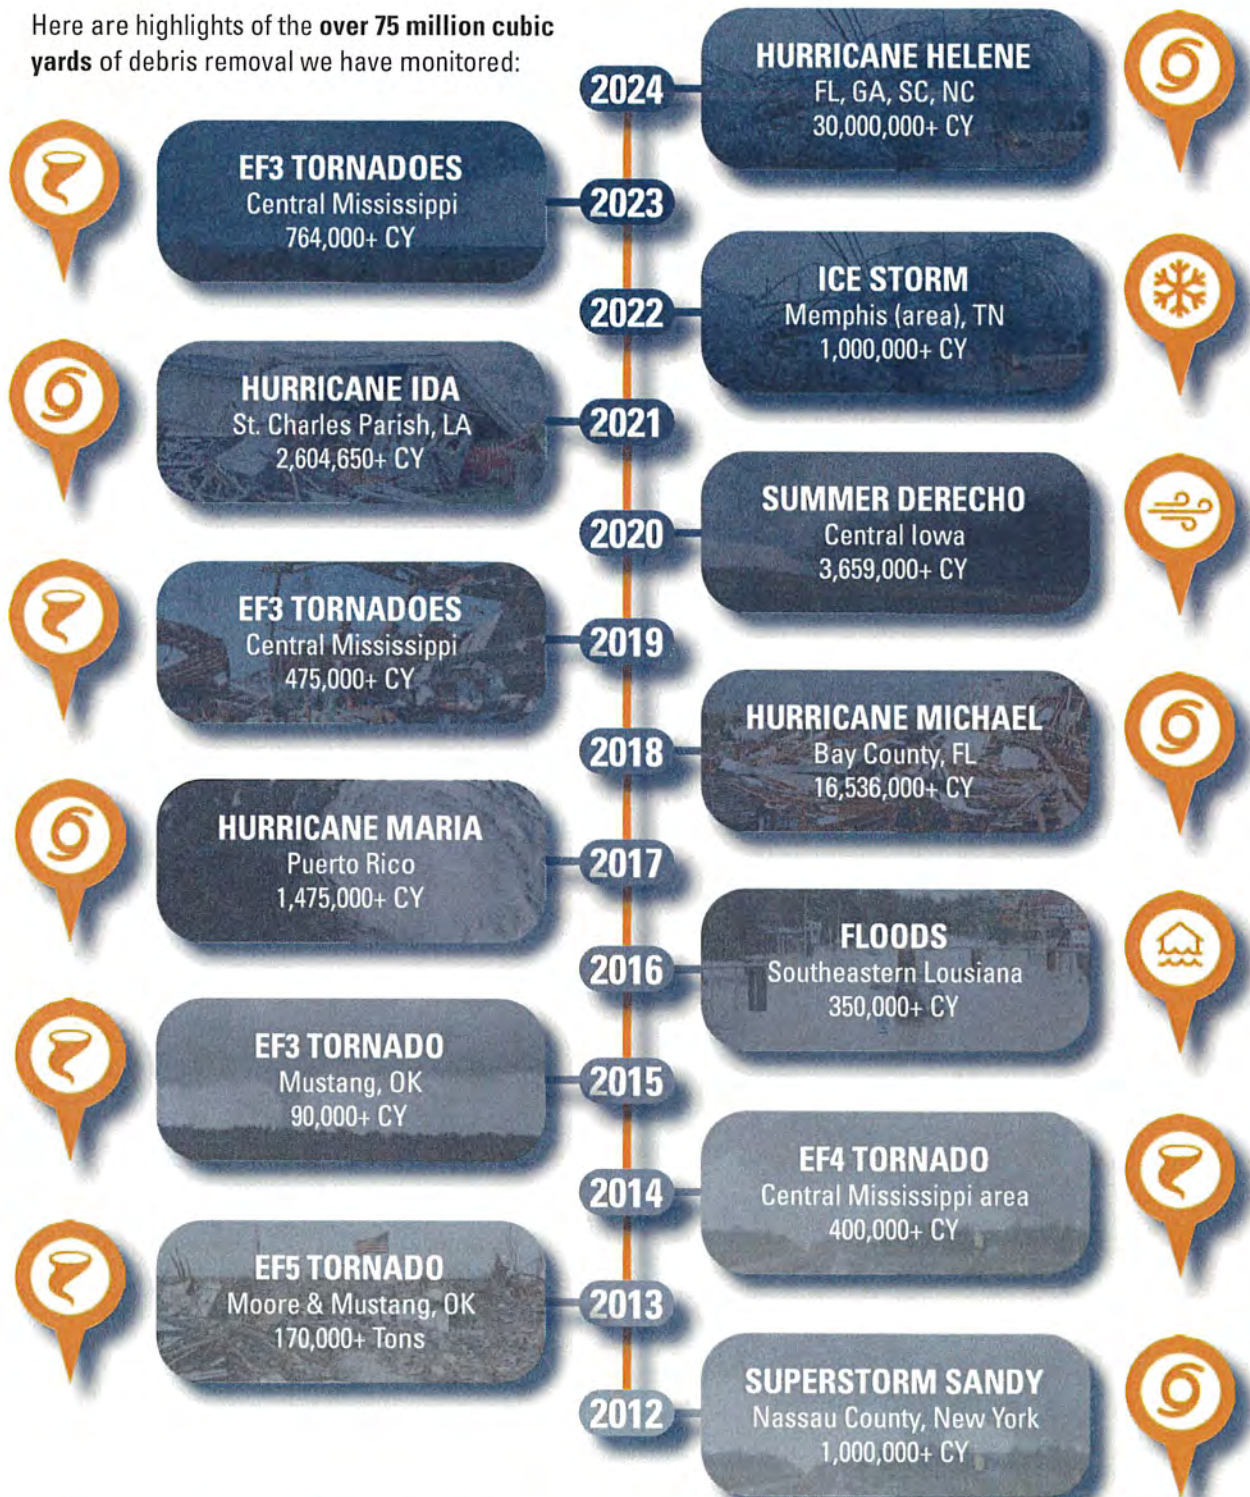 Here are highlights of the over 75 million cubic
yards of debris removal we have monitored:
2024
HURRICANE HELENE
FL, GA, SC, NC
30,000,000+ CY
EF3 TORNADOES
Central Mississippi
764,000+ CY
2023
2022
ICE STORM
Memphis (area), TN
1,000,000+ CY
HURRICANE IDA
St. Charles Parish, LA
2,604,650+ CY
2021
2020
SUMMER DERECHO
Central Iowa
3,659,000+ CY
EF3 TORNADOES
Central Mississippi
475,000+ CY
2019
2018
HURRICANE MICHAEL
Bay County, FL
16,536,000+ CY
HURRICANE MARIA
Puerto Rico
1,475,000+ CY
2017
2016
FLOODS
Southeastern Lousiana
350,000+ CY
EF3 TORNADO
Mustang, OK
90,000+ CY
2015
2014
EF4 TORNADO
Central Mississippi area
400,000+ CY
EF5 TORNADO
Moore & Mustang, OK
170,000+ Tons
2013
2012
SUPERSTORM SANDY
Nassau County, New York
1,000,000+ CY